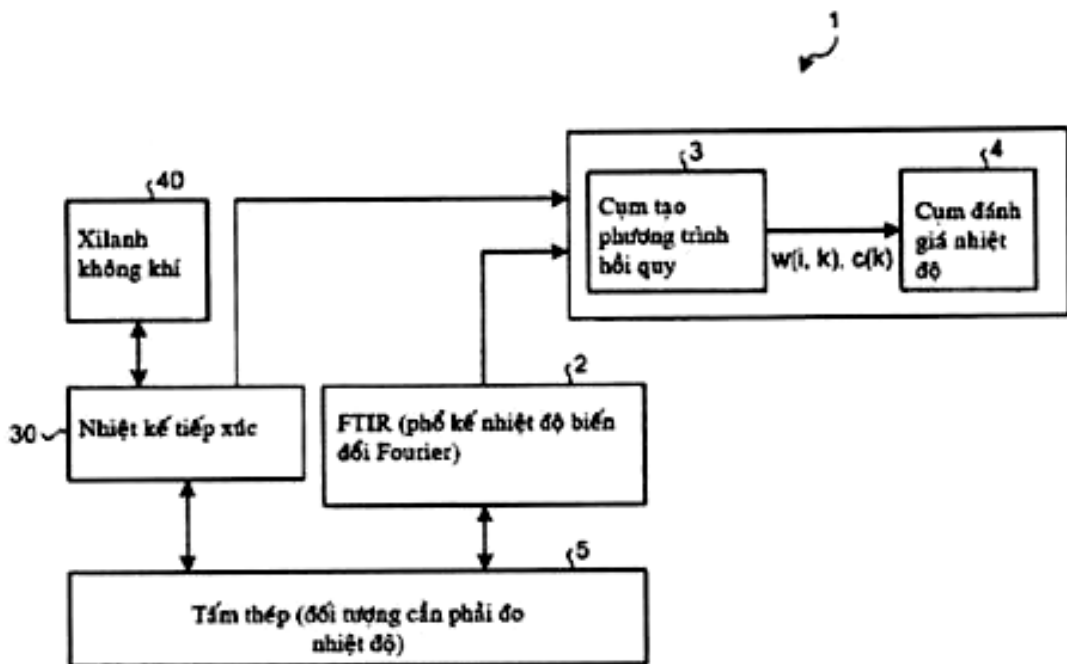 1
40
Xilanh
không khí
3
Cụm tạo
phương trình
hồi quy
w(i, k), c(k)
4
Cụm đánh
giá nhiệt
độ
30
Nhiệt kế tiếp xúc
2
FTIR (phổ kế nhiệt độ biến
đổi Fourier)
5
Tấm thép (đối tượng cần phải đo
nhiệt độ)